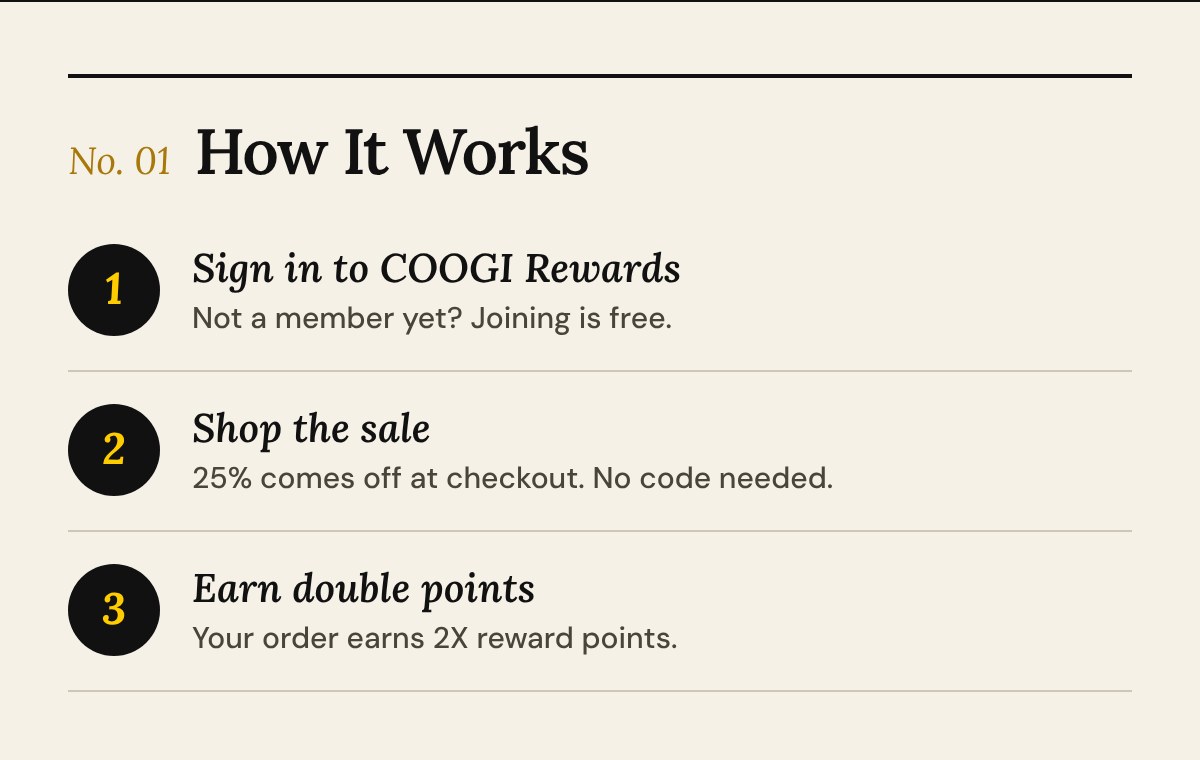 No. 01 How It Works
1
Sign in to COOGI Rewards
Not a member yet? Joining is free.
2
Shop the sale
25% comes off at checkout. No code needed.
3
Earn double points
Your order earns 2X reward points.